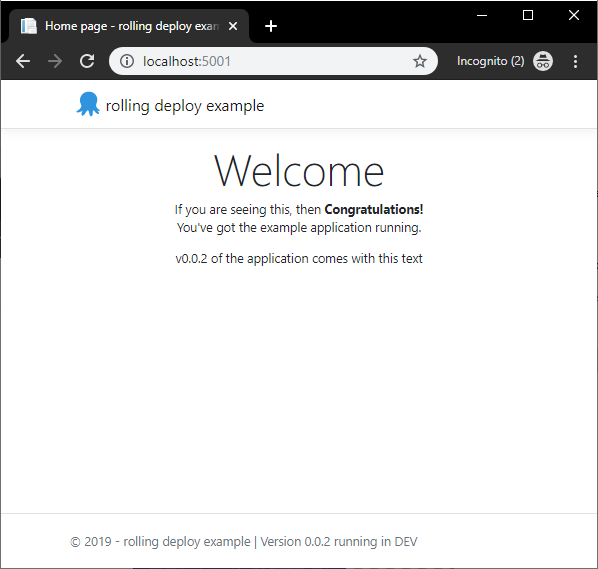 Home page - rolling deploy exam
localhost:5001
Incognito (2)
rolling deploy example
Welcome
If you are seeing this, then Congratulations!
You've got the example application running.
v0.0.2 of the application comes with this text
© 2019 - rolling deploy example | Version 0.0.2 running in DEV